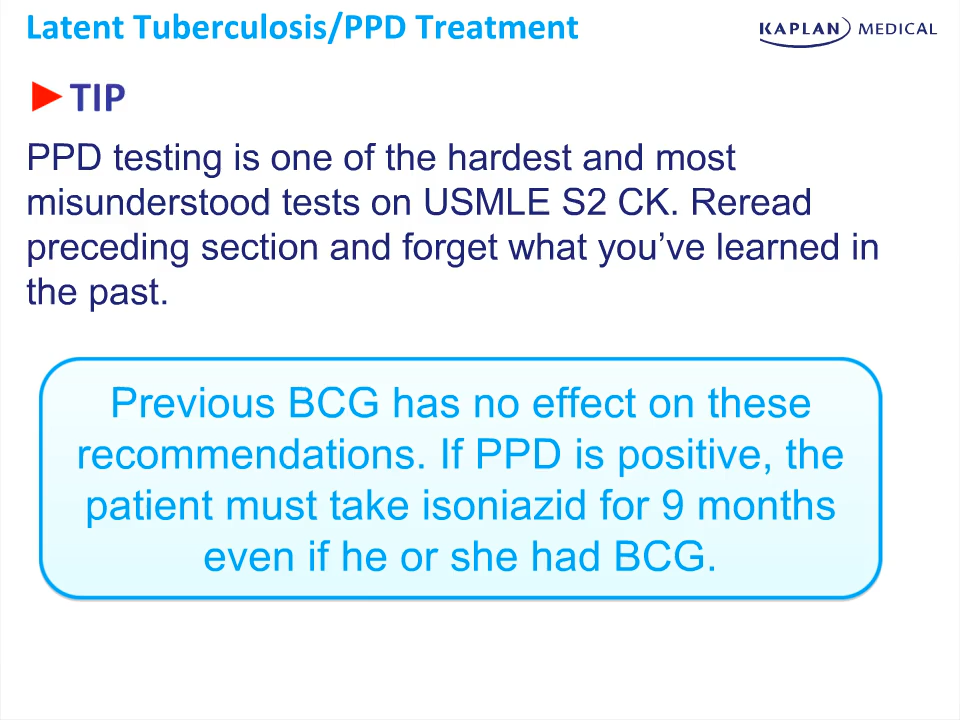 Latent Tuberculosis/PPD Treatment
KAPLAN MEDICAL
►TIP
PPD testing is one of the hardest and most
misunderstood tests on USMLE S2 CK. Reread
preceding section and forget what you’ve learned in
the past.
Previous BCG has no effect on these
recommendations. If PPD is positive, the
patient must take isoniazid for 9 months
even if he or she had BCG.